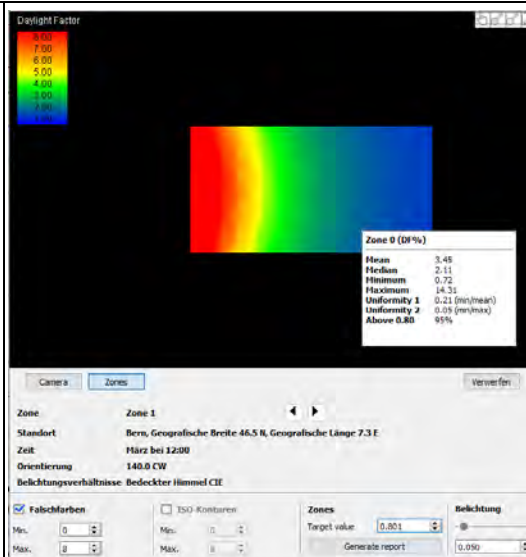 Daylight Factor
8.00
7.00
6.00
5.00
4.00
3.00
2.00
Zone 0 (DF%)
Mean 3.45
Median 2.11
Minimum 0.72
Maximum 14.31
Uniformity 1 0.21 (mn/mean)
Uniformity 2 0.05 (mn/max)
Above 0.80 95%
Camera Zones Verwerfen
Zone Zone 1
Standort Bern, Geografische Breite 46.5 N, Geografische Länge 7.3 E
Zeit März bei 12:00
Orientierung 140.0 CW
Belichtungsverhältnisse Bedeckter Himmel CIE
Falschfarben ISO-Konturen Zones Belichtung
Min. 0 Min. 0 Target value 0.801
Max. 8 Max. 8 Generate report 0.050